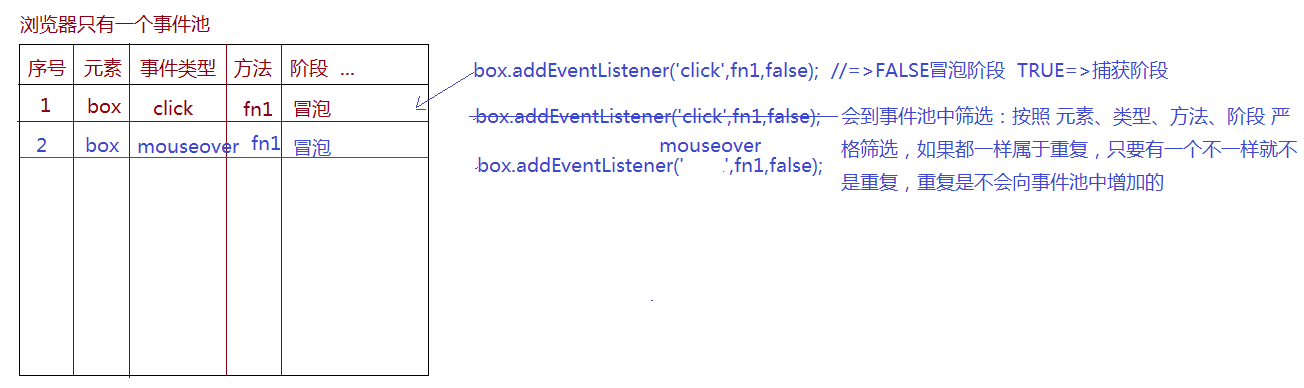 浏览器只有一个事件池
序号 元素 事件类型 方法 阶段 ...
1 box click fn1 冒泡
2 box mouseover fn1 冒泡
box.addEventListener('click',fn1,false); //=>FALSE冒泡阶段 TRUE=>捕获阶段
box.addEventListener('click',fn1,false);
会到事件池中筛选：按照 元素、类型、方法、阶段 严
格筛选，如果都一样属于重复，只要有一个不一样就不
是重复，重复是不会向事件池中增加的
mouseover
box.addEventListener(' ',fn1,false);